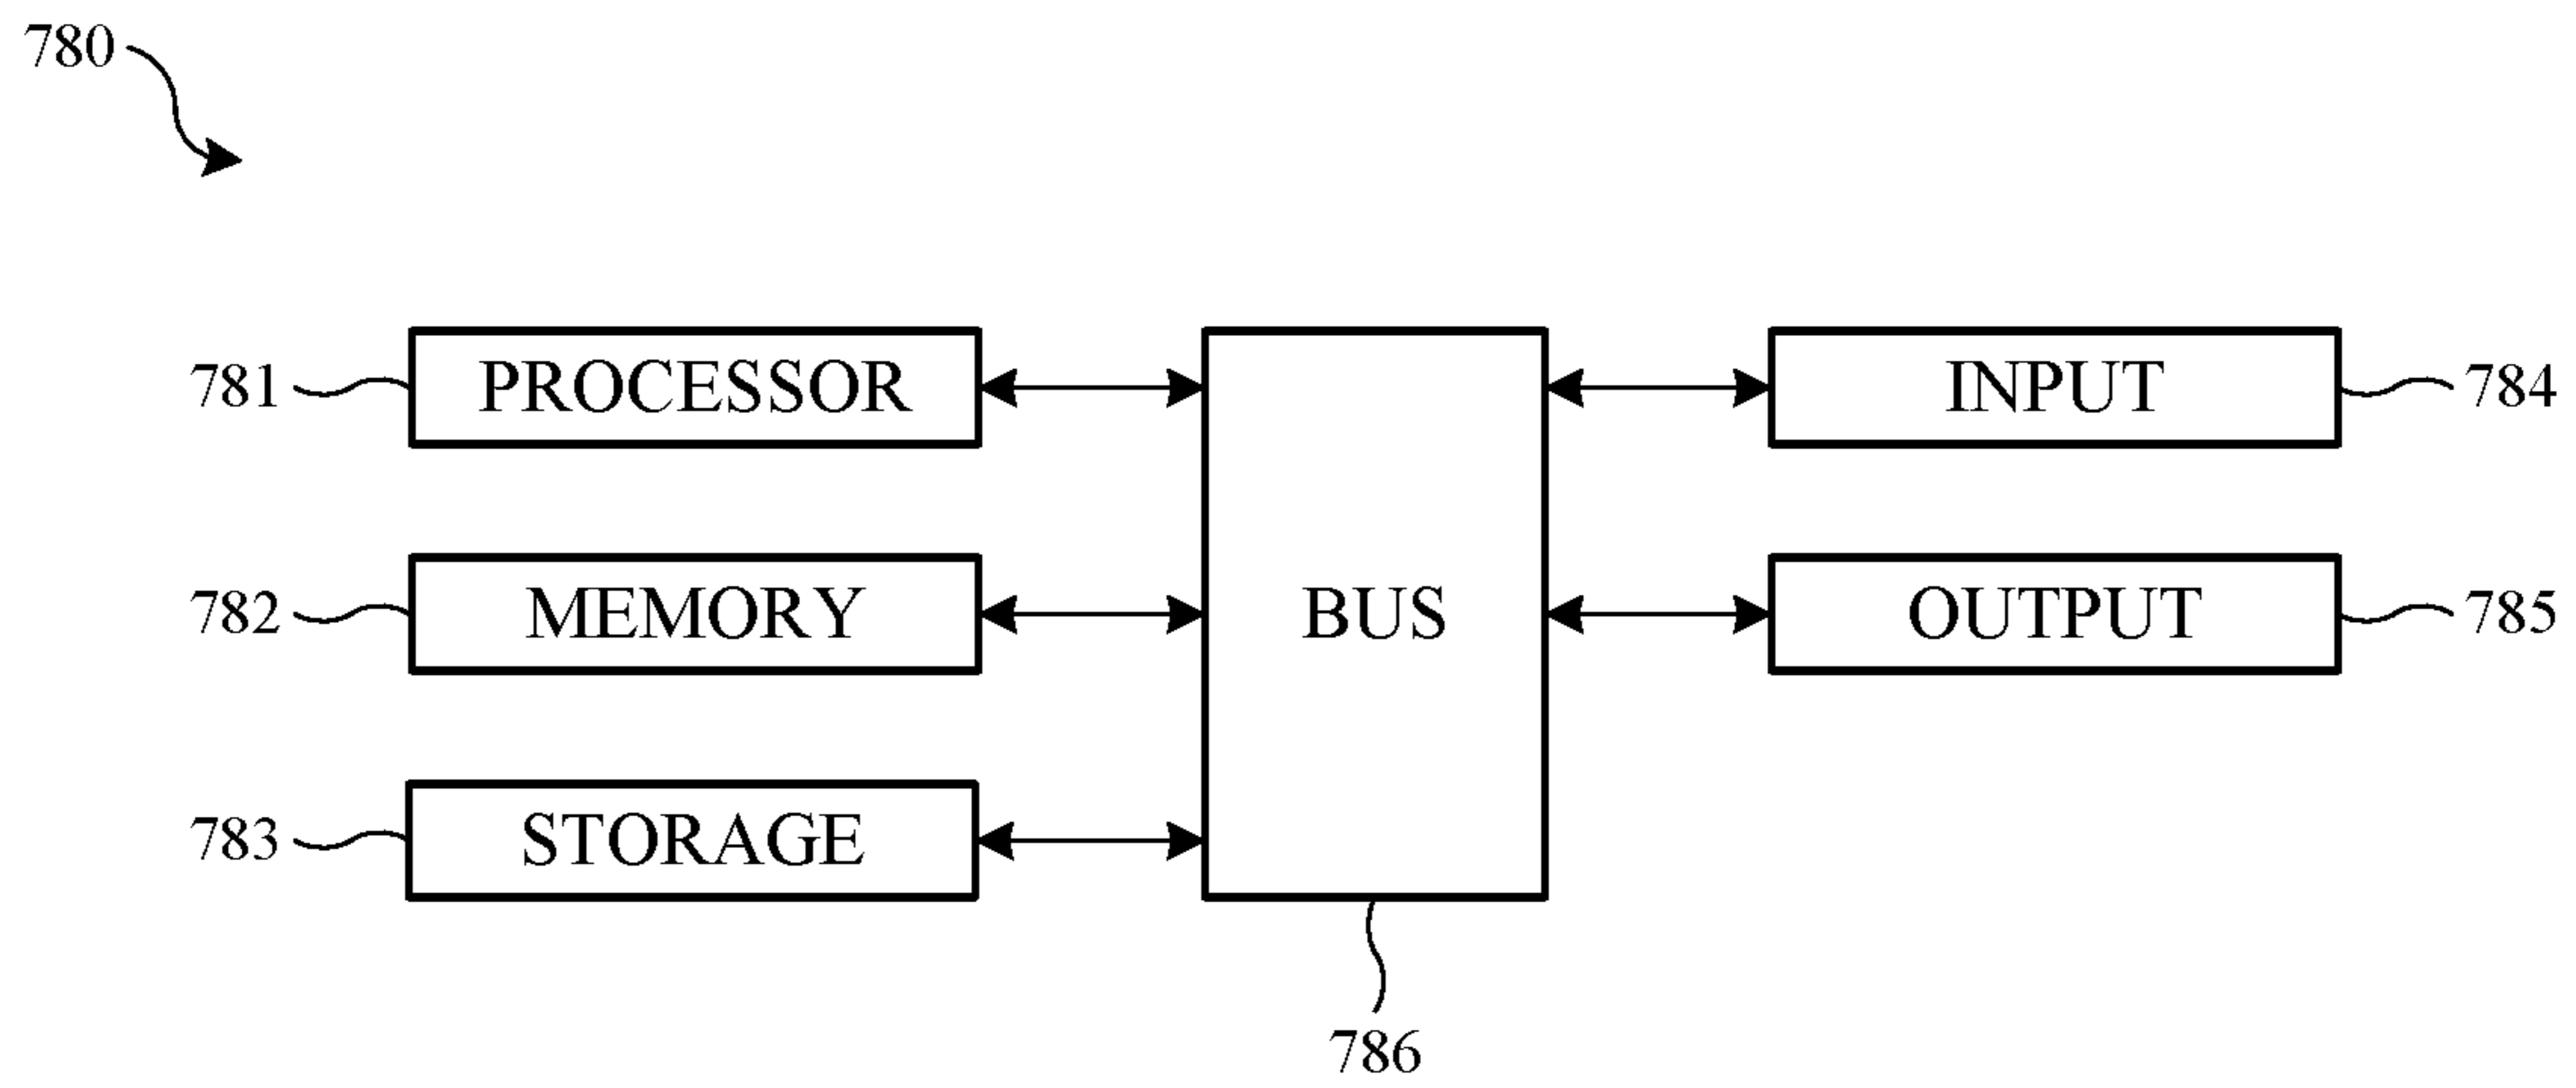 780
781 PROCESSOR INPUT 784
782 MEMORY BUS OUTPUT 785
783 STORAGE
786